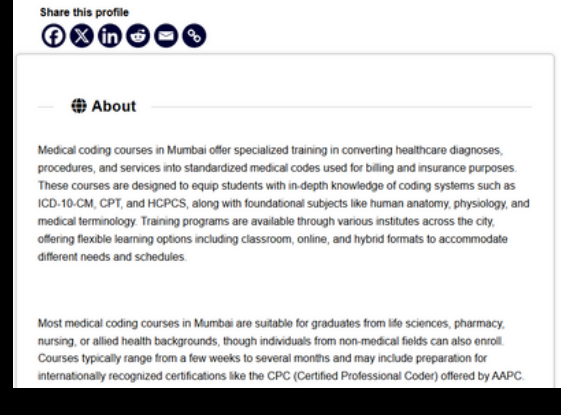 Share this profile
About
Medical coding courses in Mumbai offer specialized training in converting healthcare diagnoses,
procedures, and services into standardized medical codes used for billing and insurance purposes.
These courses are designed to equip students with in-depth knowledge of coding systems such as
ICD-10-CM, CPT, and HCPCS, along with foundational subjects like human anatomy, physiology, and
medical terminology. Training programs are available through various institutes across the city,
offering flexible learning options including classroom, online, and hybrid formats to accommodate
different needs and schedules.
Most medical coding courses in Mumbai are suitable for graduates from life sciences, pharmacy,
nursing, or allied health backgrounds, though individuals from non-medical fields can also enroll.
Courses typically range from a few weeks to several months and may include preparation for
internationally recognized certifications like the CPC (Certified Professional Coder) offered by AAPC.